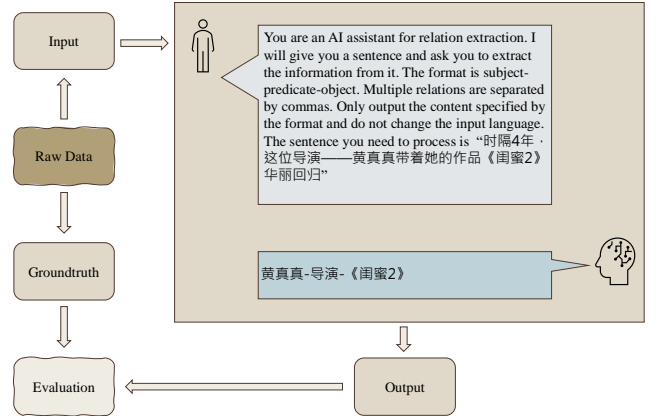 Input
You are an AI assistant for relation extraction. I
will give you a sentence and ask you to extract
the information from it. The format is subject-
predicate-object. Multiple relations are separated
by commas. Only output the content specified by
the format and do not change the input language.
The sentence you need to process is “时隔4年，
这位导演——黄真真带着她的作品《闺蜜2》
华丽回归”
Raw Data
Groundtruth
黄真真-导演-《闺蜜2》
Evaluation
Output